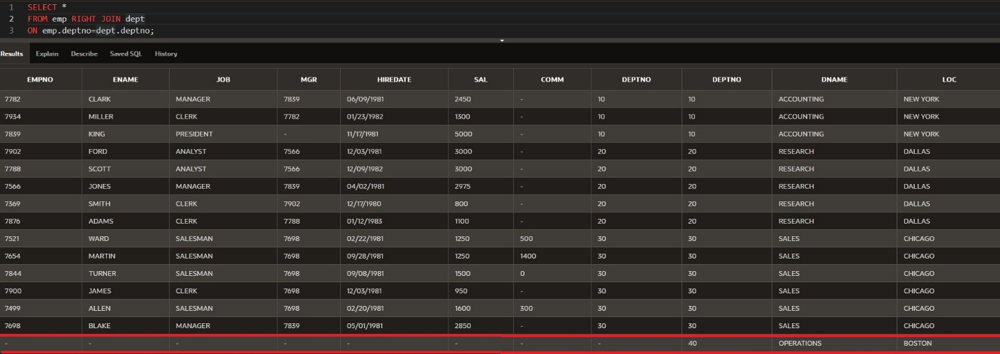 1 SELECT *
2 FROM emp RIGHT JOIN dept
3 ON emp.deptno=dept.deptno;
Results Explain Describe Saved SQL History
EMPNO ENAME JOB MGR HIREDATE SAL COMM DEPTNO DEPTNO DNAME LOC
7782 CLARK MANAGER 7839 06/09/1981 2450 - 10 10 ACCOUNTING NEW YORK
7934 MILLER CLERK 7782 01/23/1982 1300 - 10 10 ACCOUNTING NEW YORK
7839 KING PRESIDENT - 11/17/1981 5000 - 10 10 ACCOUNTING NEW YORK
7902 FORD ANALYST 7566 12/03/1981 3000 - 20 20 RESEARCH DALLAS
7788 SCOTT ANALYST 7566 12/09/1982 3000 - 20 20 RESEARCH DALLAS
7566 JONES MANAGER 7839 04/02/1981 2975 - 20 20 RESEARCH DALLAS
7369 SMITH CLERK 7902 12/17/1980 800 - 20 20 RESEARCH DALLAS
7876 ADAMS CLERK 7788 01/12/1983 1100 - 20 20 RESEARCH DALLAS
7521 WARD SALESMAN 7698 02/22/1981 1250 500 30 30 SALES CHICAGO
7654 MARTIN SALESMAN 7698 09/28/1981 1250 1400 30 30 SALES CHICAGO
7844 TURNER SALESMAN 7698 09/08/1981 1500 0 30 30 SALES CHICAGO
7900 JAMES CLERK 7698 12/03/1981 950 - 30 30 SALES CHICAGO
7499 ALLEN SALESMAN 7698 02/20/1981 1600 300 30 30 SALES CHICAGO
7698 BLAKE MANAGER 7839 05/01/1981 2850 - 30 30 SALES CHICAGO
- - - - - - - - 40 OPERATIONS BOSTON